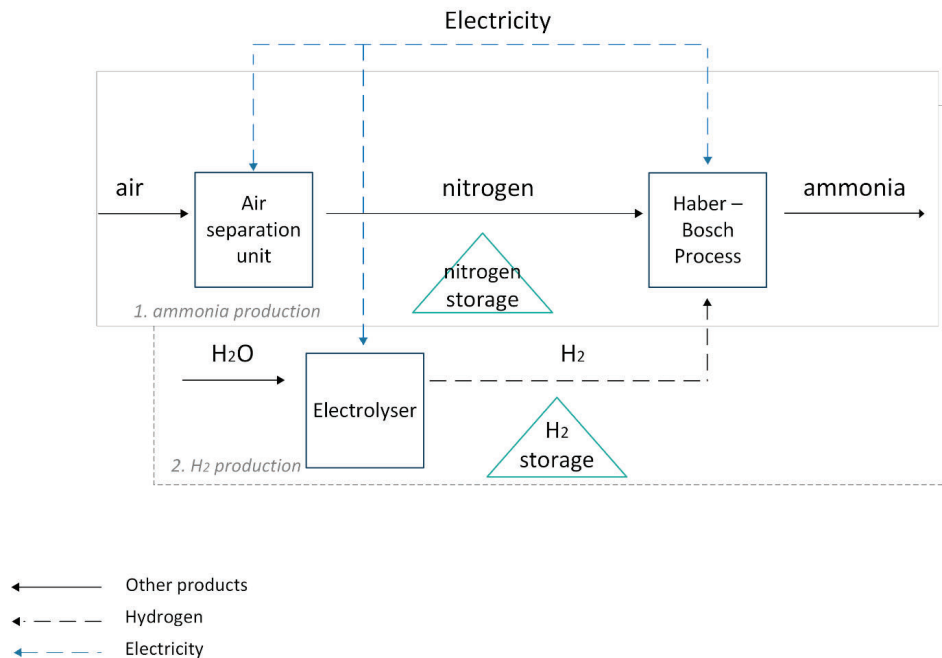 Electricity
air
Air
separation
unit
nitrogen
Haber –
Bosch
Process
ammonia
nitrogen
storage
1. ammonia production
H₂O
Electrolyser
H₂
H₂
storage
2. H₂ production
Other products
Hydrogen
Electricity